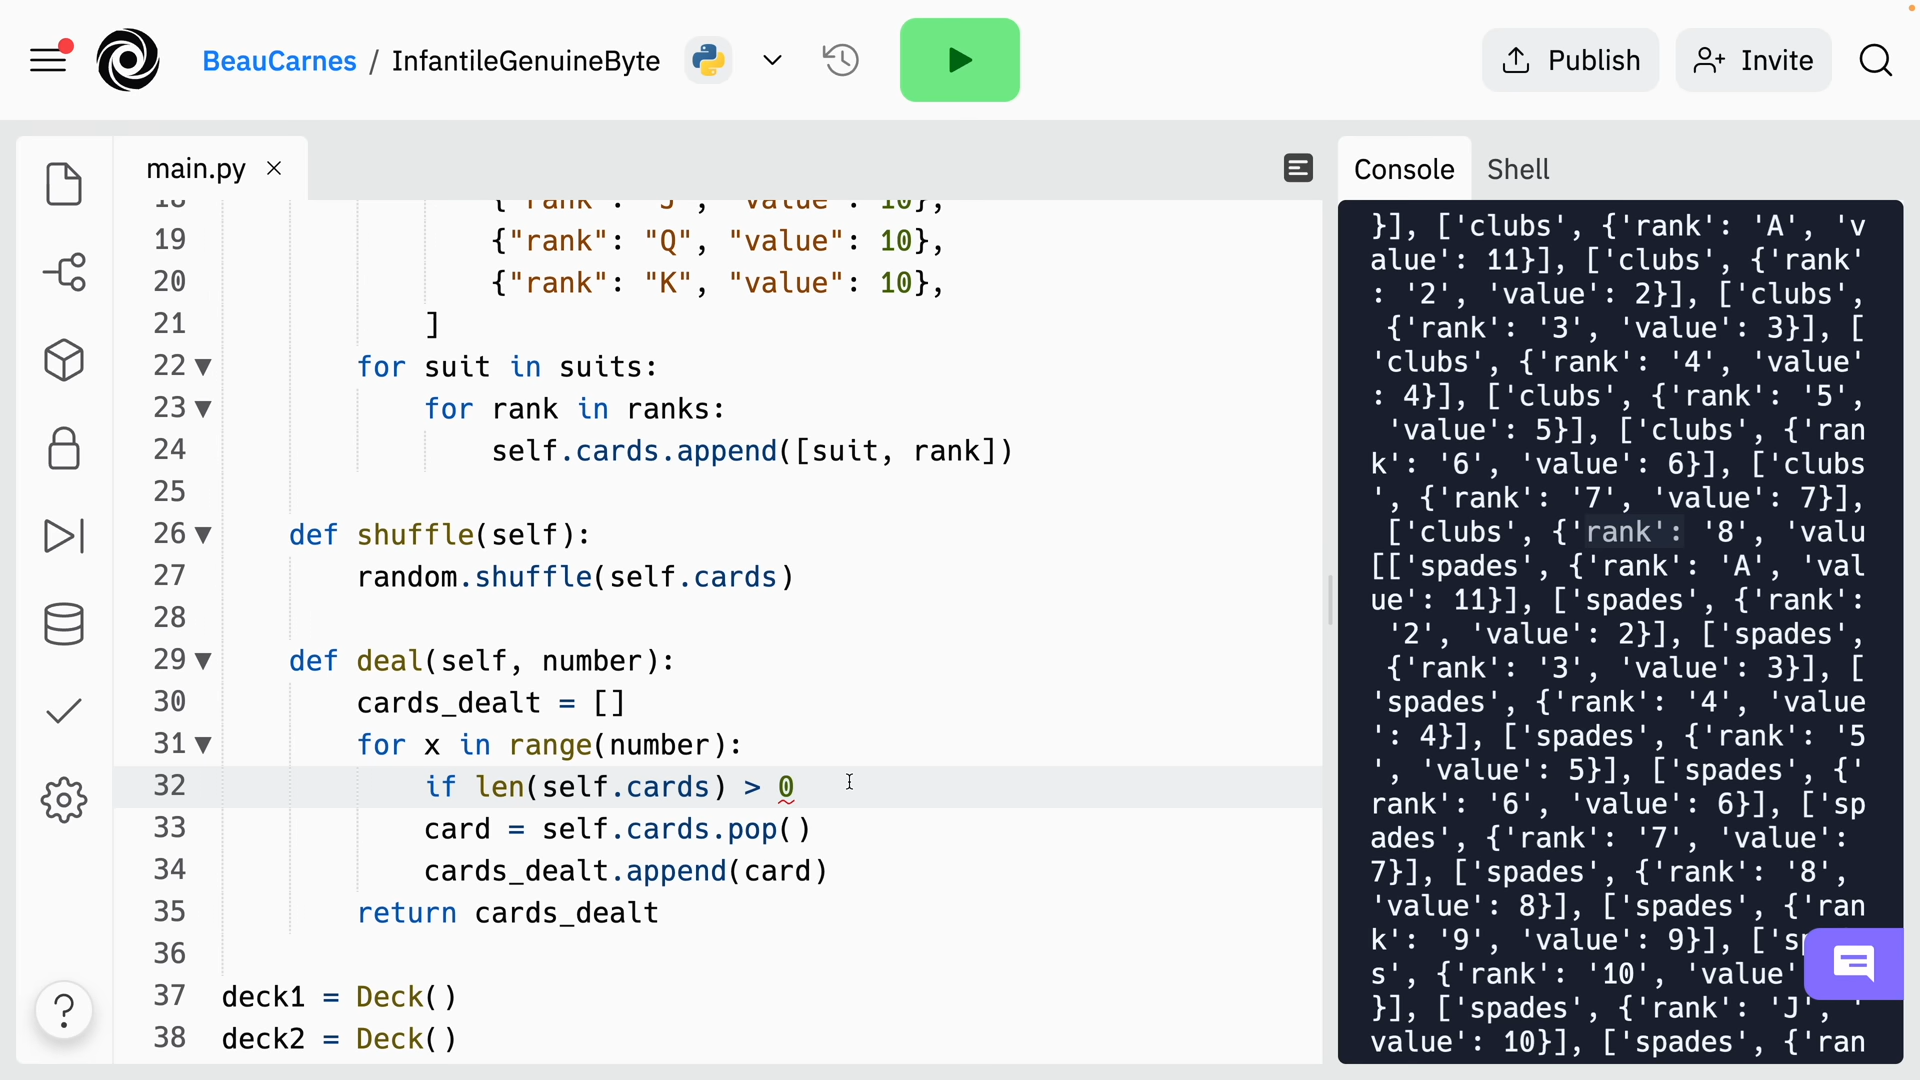 BeauCarnes / InfantileGenuineByte
Publish
Invite
main.py
Console
Shell
18 {"rank": "J", "value": 10},
19 {"rank": "Q", "value": 10},
20 {"rank": "K", "value": 10},
21 ]
22 for suit in suits:
23 for rank in ranks:
24 self.cards.append([suit, rank])
25
26 def shuffle(self):
27 random.shuffle(self.cards)
28
29 def deal(self, number):
30 cards_dealt = []
31 for x in range(number):
32 if len(self.cards) > 0
33 card = self.cards.pop()
34 cards_dealt.append(card)
35 return cards_dealt
36
37 deck1 = Deck()
38 deck2 = Deck()
}], ['clubs', {'rank': 'A', 'v
alue': 11}], ['clubs', {'rank'
: '2', 'value': 2}], ['clubs',
{'rank': '3', 'value': 3}], [
'clubs', {'rank': '4', 'value'
: 4}], ['clubs', {'rank': '5',
'value': 5}], ['clubs', {'ran
k': '6', 'value': 6}], ['clubs
', {'rank': '7', 'value': 7}],
['clubs', {'rank': '8', 'valu
[['spades', {'rank': 'A', 'val
ue': 11}], ['spades', {'rank':
'2', 'value': 2}], ['spades',
{'rank': '3', 'value': 3}], [
'spades', {'rank': '4', 'value
': 4}], ['spades', {'rank': '5
', 'value': 5}], ['spades', {'
rank': '6', 'value': 6}], ['sp
ades', {'rank': '7', 'value':
7}], ['spades', {'rank': '8',
'value': 8}], ['spades', {'ran
k': '9', 'value': 9}], ['s
s', {'rank': '10', 'value'
}], ['spades', {'rank': 'J', '
value': 10}], ['spades', {'ran
?